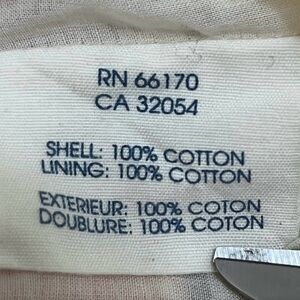 RN 66170
CA 32054
SHELL: 100% COTTON
LINING: 100% COTTON
EXTERIEUR: 100% COTON
DOUBLURE: 100% COTON